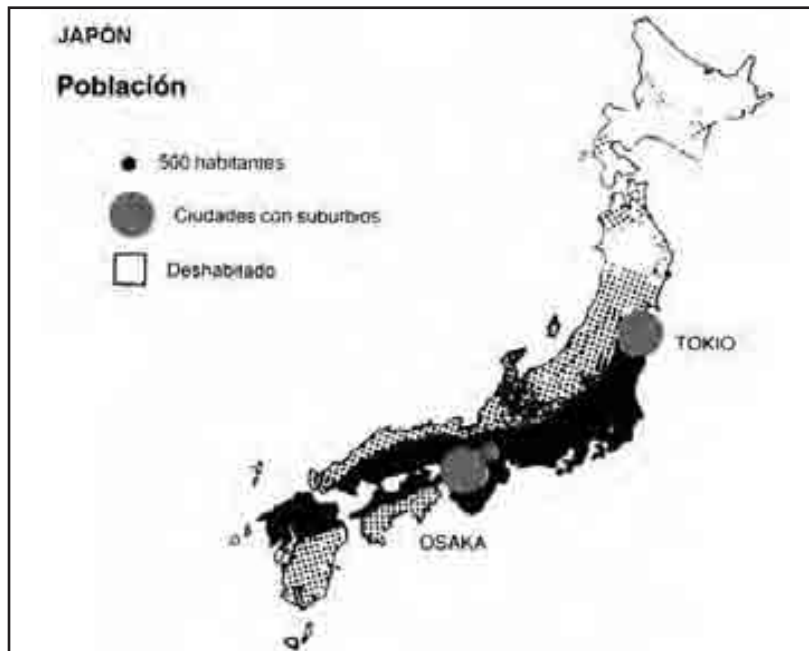 JAPÓN
Población
500 habitantes
Ciudades con suburbios
Deshabitado
TOKIO
OSAKA